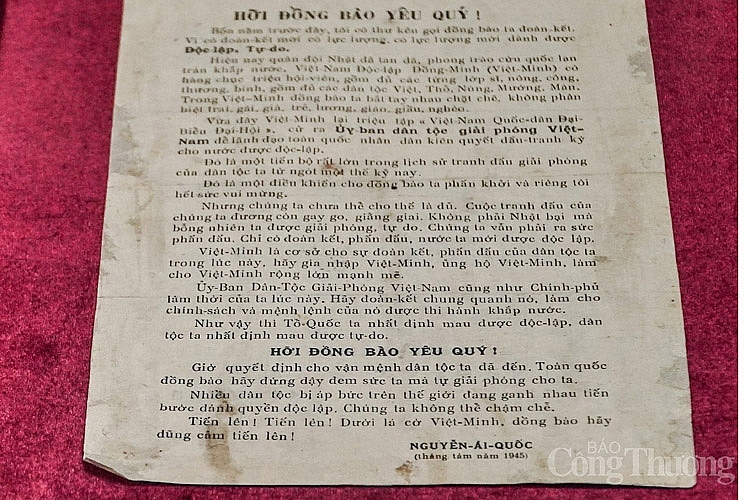 HỠI ĐỒNG BÀO YÊU QUÝ !
Bốn năm trước đây, tôi có thư kêu gọi đồng bào ta đoàn-kết.
Vì có đoàn-kết mới có lực lượng, có lực lượng mới dành được
Độc-lập, Tự-do.
Hiện nay quân đội Nhật đã tan dã, phong trào cứu quốc lan
tràn khắp nước. Việt-Nam Độc-lập Đồng-Minh (Việt-Minh) có
hàng chục triệu hội-viên, gồm đủ các từng lớp sĩ, nông, công,
thương, binh, gồm đủ các dân tộc Việt, Thổ, Nùng, Mường, Mán.
Trong Việt-Minh đồng bào ta bắt tay nhau chặt chẽ, không phân
biệt trai, gái, già, trẻ, lương, giáo, giầu, nghèo.
Vừa đây Việt-Minh lại triệu tập « Việt-Nam Quốc-dân Đại-
Biểu Đại-Hội », cử ra Ủy-ban dân tộc giải phóng Việt-
Nam để lãnh đạo toàn quốc nhân dân kiên quyết đấu-tranh kỳ
cho nước được độc-lập.
Đó là một tiến bộ rất lớn trong lịch sử tranh đấu giải phóng
của dân tộc ta từ ngót một thế kỷ nay.
Đó là một điều khiến cho đồng bào ta phấn khởi và riêng tôi
hết sức vui mừng.
Nhưng chúng ta chưa thể cho thế là đủ. Cuộc tranh đấu của
chúng ta đương còn gay go, giằng giai. Không phải Nhật bại mà
bỗng nhiên ta được giải phóng, tự do. Chúng ta vẫn phải ra sức
phấn đấu. Chỉ có đoàn kết, phấn đấu, nước ta mới được độc lập.
Việt-Minh là cơ sở cho sự đoàn kết, phấn đấu của dân tộc ta
trong lúc này, hãy gia nhập Việt-Minh, ủng hộ Việt-Minh, làm
cho Việt-Minh rộng lớn mạnh mẽ.
Ủy-Ban Dân-Tộc Giải-Phóng Việt-Nam cũng như Chính-phủ
lâm thời của ta lúc này. Hãy đoàn-kết chung quanh nó, làm cho
chính-sách và mệnh lệnh của nó được thi hành khắp nước.
Như vậy thì Tổ-Quốc ta nhất định mau được độc-lập, dân
tộc ta nhất định mau được tự-do.
HỠI ĐỒNG BÀO YÊU QUÝ !
Giờ quyết định cho vận mệnh dân tộc ta đã đến. Toàn quốc
đồng bào hãy đứng dậy đem sức ta mà tự giải phóng cho ta.
Nhiều dân tộc bị áp bức trên thế giới đang ganh nhau tiến
bước dành quyền độc lập. Chúng ta không thể chậm chễ.
Tiến lên ! Tiến lên ! Dưới lá cờ Việt-Minh, đồng bào hãy
dũng cảm tiến lên !
NGUYỄN-ÁI-QUỐC
(tháng tám năm 1945)
BÁO
Công Thương